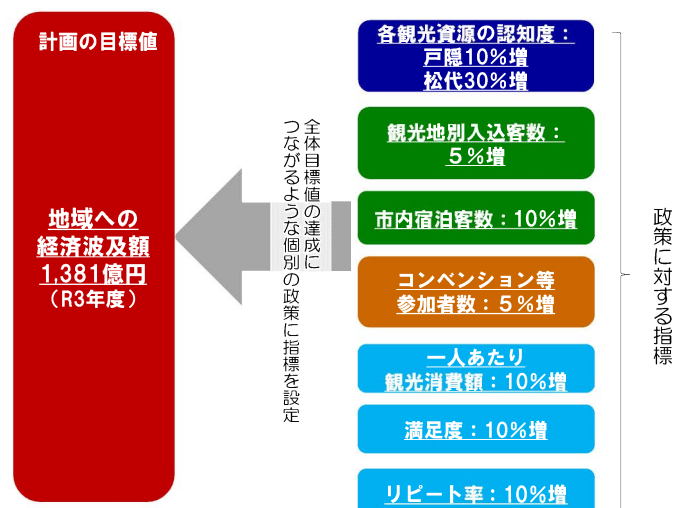 計画の目標値
地域への
経済波及額
1,381億円
（R3年度）
全体目標値の達成に
つながるような個別の政策に指標を設定
各観光資源の認知度：
戸隠10％増
松代30％増
観光地別入込客数：
５％増
市内宿泊客数：10％増
コンベンション等
参加者数：５％増
一人あたり
観光消費額：10％増
満足度：10％増
リピート率：10％増
政策に対する指標